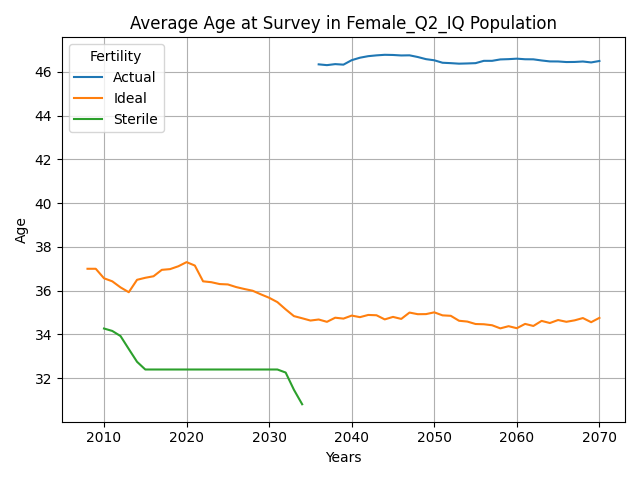 Average Age at Survey in Female_Q2_IQ Population
Fertility
Actual
Ideal
Sterile
46
44
42
40
38
36
34
32
Age
2010 2020 2030 2040 2050 2060 2070
Years